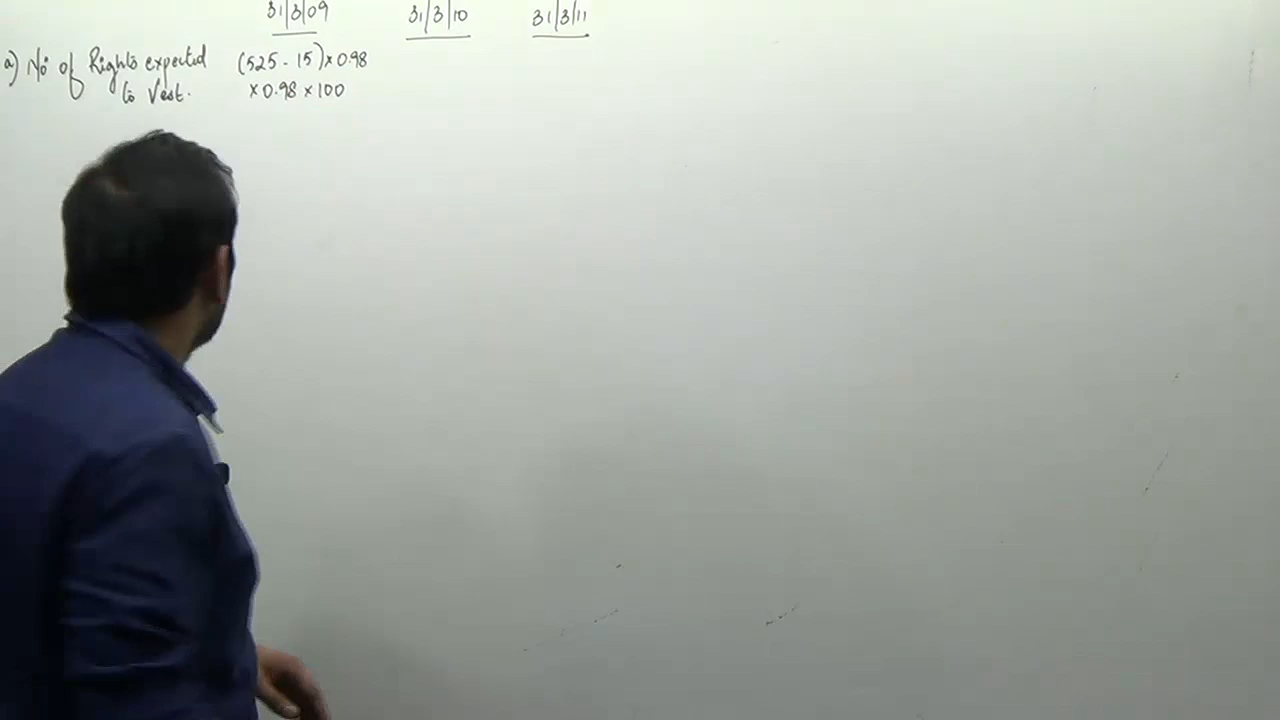 31/3/09 31/3/10 31/3/11
a) No of Rights expected (525 - 15) × 0.98
to Vest. × 0.98 × 100